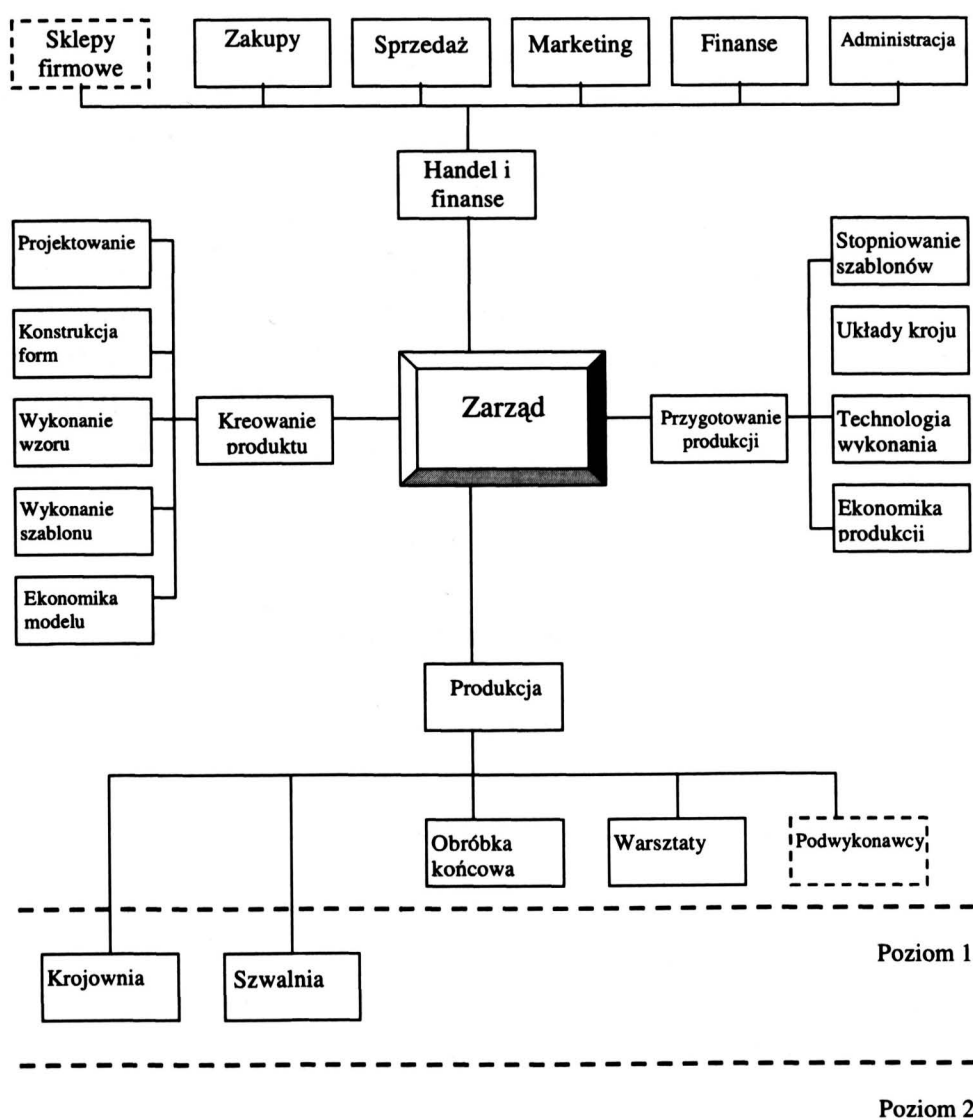 Sklepy
firmowe
Zakupy
Sprzedaż
Marketing
Finanse
Administracja
Handel i
finanse
Projektowanie
Konstrukcja
form
Wykonanie
wzoru
Wykonanie
szablonu
Ekonomika
modelu
Kreowanie
produktu
Zarząd
Przygotowanie
produkcji
Stopniowanie
szablonów
Układy kroju
Technologia
wykonania
Ekonomika
produkcji
Produkcja
Obróbka
końcowa
Warsztaty
Podwykonawcy
Poziom 1
Krojownia
Szwalnia
Poziom 2